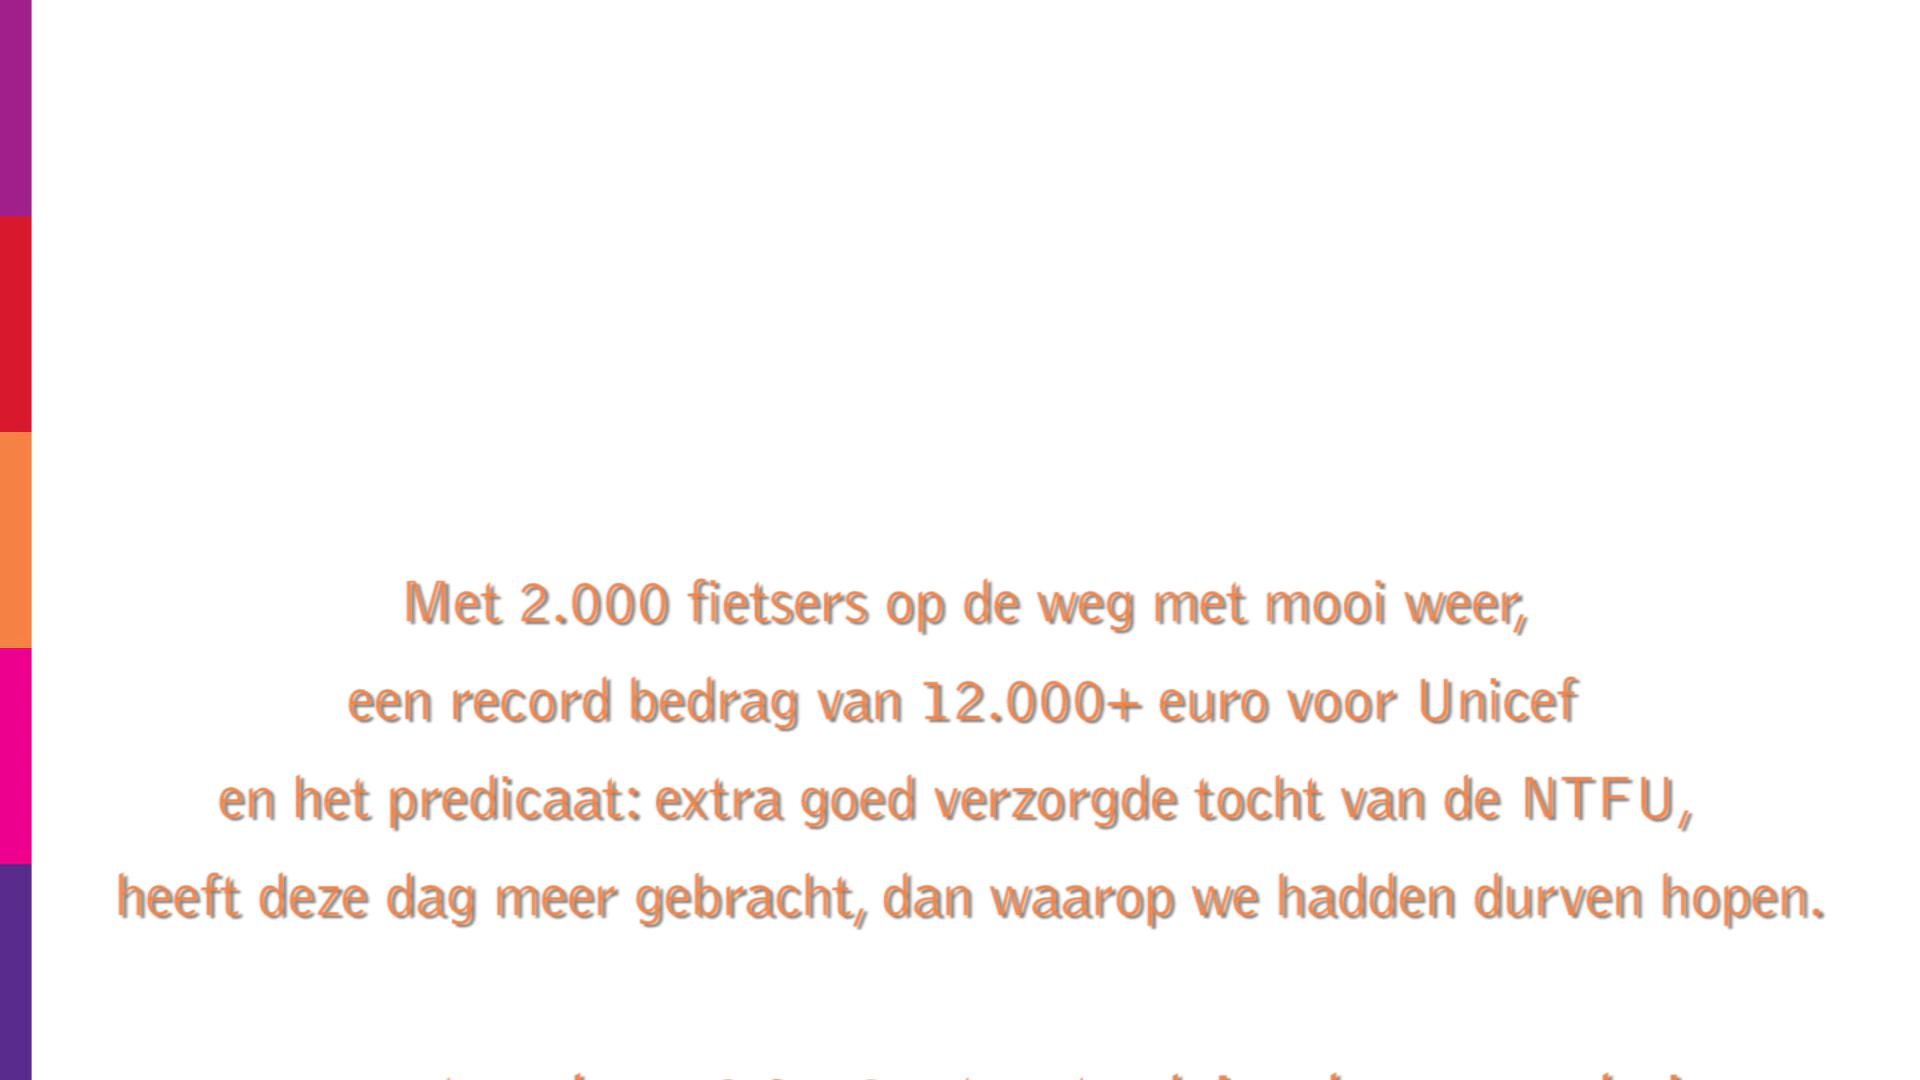 Met 2.000 fietsers op de weg met mooi weer,
een record bedrag van 12.000+ euro voor Unicef
en het predicaat: extra goed verzorgde tocht van de NTFU,
heeft deze dag meer gebracht, dan waarop we hadden durven hopen.